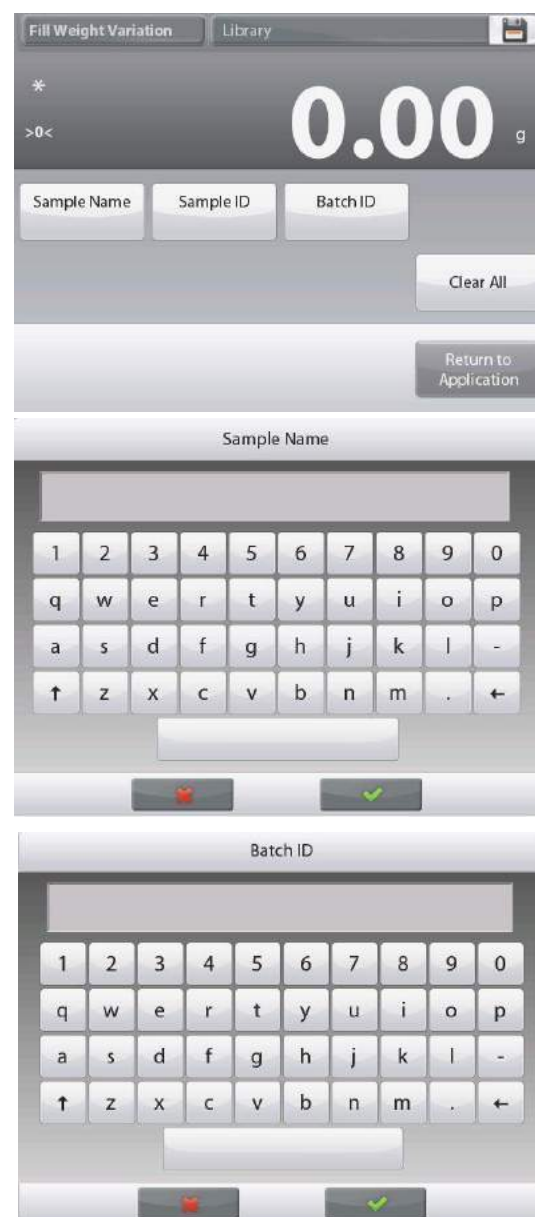 Fill Weight Variation Library
*
>0<
0.00 g
Sample Name Sample ID Batch ID
Clear All
Return to
Application
Sample Name
1 2 3 4 5 6 7 8 9 0
q w e r t y u i o p
a s d f g h j k l -
↑ z x c v b n m . ←
Batch ID
1 2 3 4 5 6 7 8 9 0
q w e r t y u i o p
a s d f g h j k l -
↑ z x c v b n m . ←